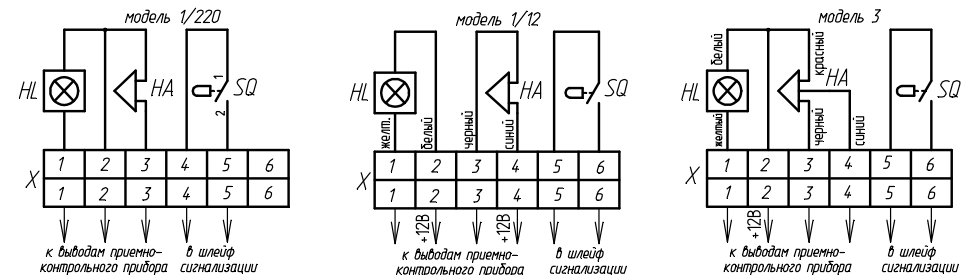 модель 1/220
HL
HA
SQ
1
2
X
1 2 3 4 5 6
1 2 3 4 5 6
к выводам приемно-
контрольного прибора
в шлейф
сигнализации
модель 1/12
HL
HA
SQ
желт.
белый
черный
синий
X
1 2 3 4 5 6
1 2 3 4 5 6
+12В
+12В
к выводам приемно-
контрольного прибора
в шлейф
сигнализации
модель 3
белый
красный
HL
HA
SQ
желтый
черный
синий
X
1 2 3 4 5 6
1 2 3 4 5 6
+12В
к выводам приемно-
контрольного прибора
в шлейф
сигнализации